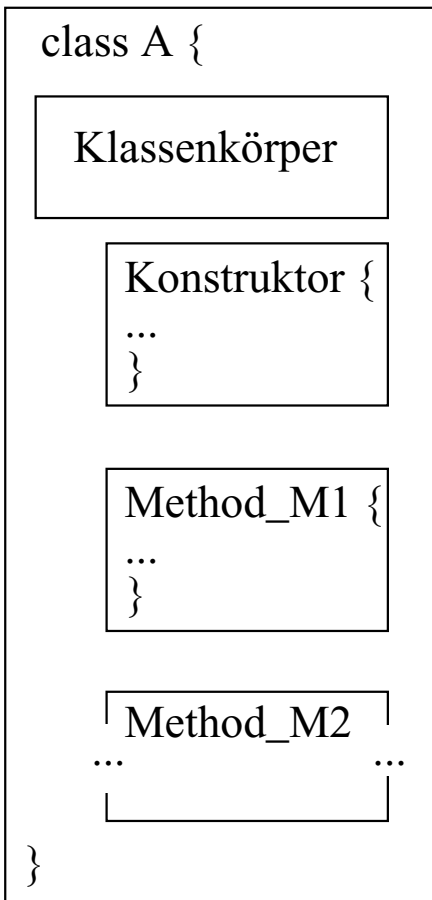 class A {
Klassenkörper
Konstruktor {
...
}
Method_M1 {
...
}
Method_M2
... ...
}